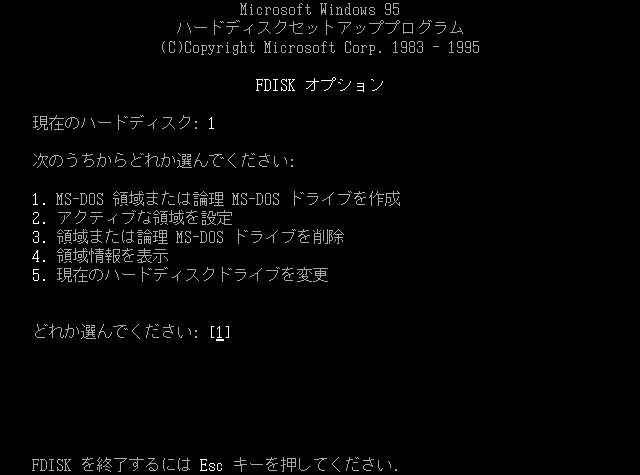 Microsoft Windows 95
ハードディスクセットアッププログラム
(C)Copyright Microsoft Corp. 1983 - 1995
FDISK オプション
現在のハードディスク: 1
次のうちからどれか選んでください:
1. MS-DOS 領域または論理 MS-DOS ドライブを作成
2. アクティブな領域を設定
3. 領域または論理 MS-DOS ドライブを削除
4. 領域情報を表示
5. 現在のハードディスクドライブを変更
どれか選んでください: [1]
FDISK を終了するには Esc キーを押してください.